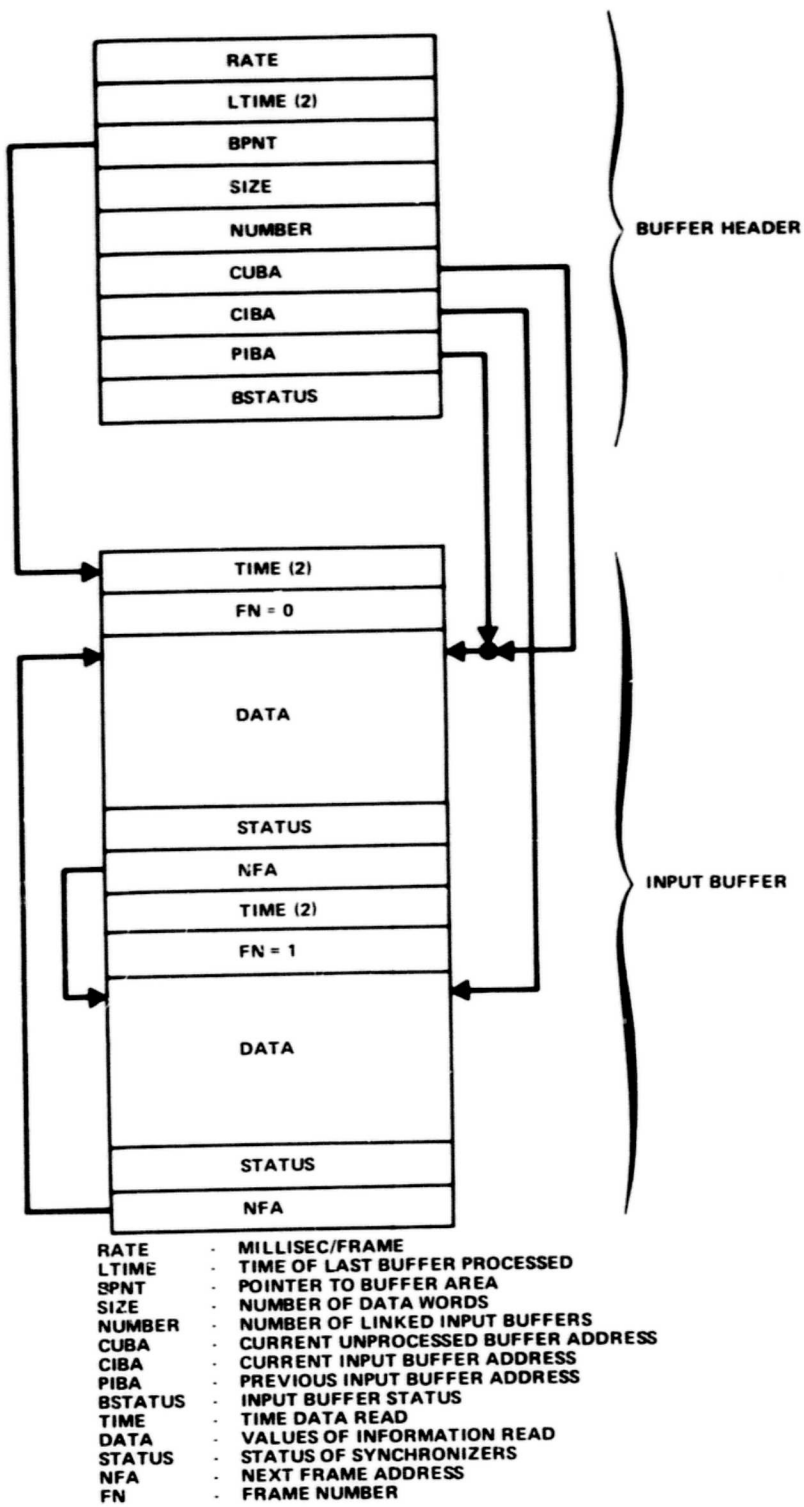 RATE
LTIME (2)
BPNT
SIZE
NUMBER
BUFFER HEADER
CUBA
CIBA
PIBA
BSTATUS
TIME (2)
FN = 0
DATA
STATUS
NFA
INPUT BUFFER
TIME (2)
FN = 1
DATA
STATUS
NFA
RATE - MILLISEC/FRAME
LTIME - TIME OF LAST BUFFER PROCESSED
BPNT - POINTER TO BUFFER AREA
SIZE - NUMBER OF DATA WORDS
NUMBER - NUMBER OF LINKED INPUT BUFFERS
CUBA - CURRENT UNPROCESSED BUFFER ADDRESS
CIBA - CURRENT INPUT BUFFER ADDRESS
PIBA - PREVIOUS INPUT BUFFER ADDRESS
BSTATUS - INPUT BUFFER STATUS
TIME - TIME DATA READ
DATA - VALUES OF INFORMATION READ
STATUS - STATUS OF SYNCHRONIZERS
NFA - NEXT FRAME ADDRESS
FN - FRAME NUMBER